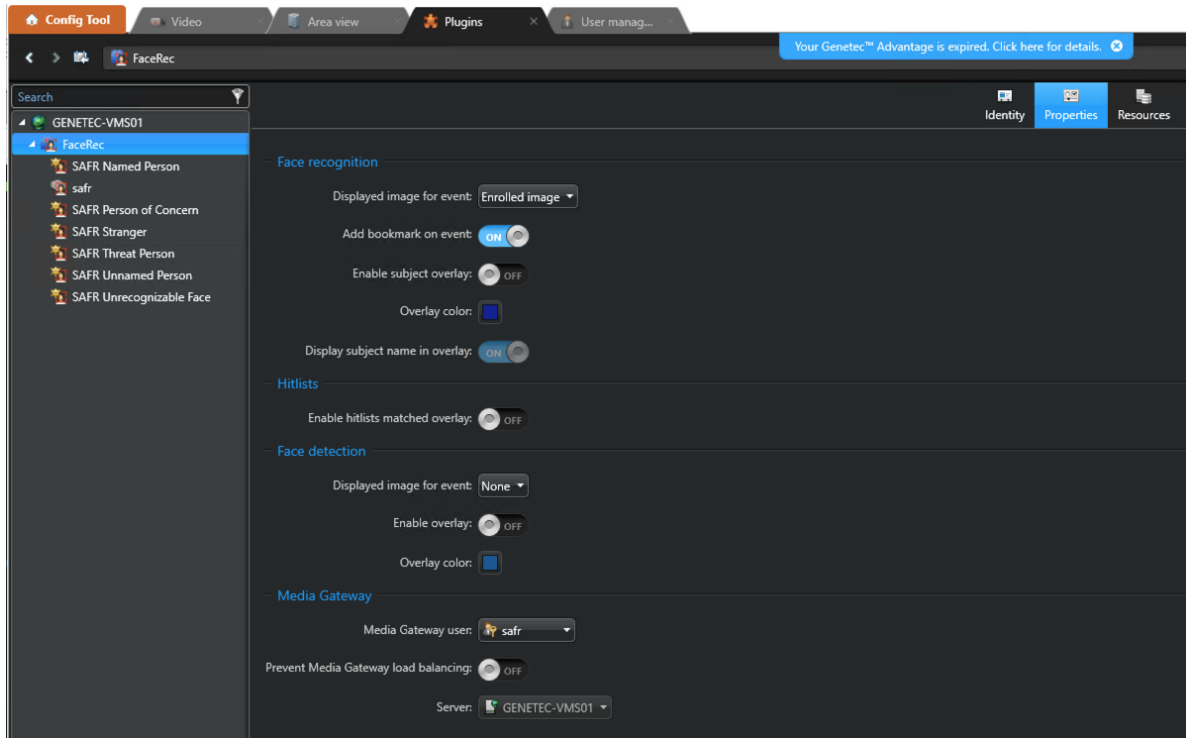 Config Tool
Video
Area view
Plugins
User manag...
Your Genetec™ Advantage is expired. Click here for details.
FaceRec
Search
Identity
Properties
Resources
GENETEC-VMS01
FaceRec
SAFR Named Person
safr
SAFR Person of Concern
SAFR Stranger
SAFR Threat Person
SAFR Unnamed Person
SAFR Unrecognizable Face
Face recognition
Displayed image for event: Enrolled image
Add bookmark on event: ON
Enable subject overlay: OFF
Overlay color:
Display subject name in overlay: ON
Hitlists
Enable hitlists matched overlay: OFF
Face detection
Displayed image for event: None
Enable overlay: OFF
Overlay color:
Media Gateway
Media Gateway user: safr
Prevent Media Gateway load balancing: OFF
Server: GENETEC-VMS01